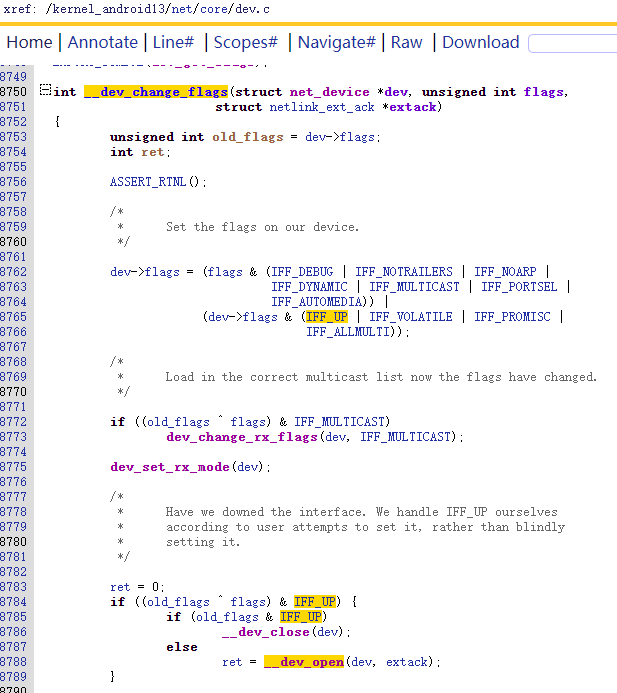 xref: /kernel_android13/net/core/dev.c
Home | Annotate | Line# | Scopes# | Navigate# | Raw | Download
8749
8750 int __dev_change_flags(struct net_device *dev, unsigned int flags,
8751 struct netlink_ext_ack *extack)
8752 {
8753 unsigned int old_flags = dev->flags;
8754 int ret;
8755
8756 ASSERT_RTNL();
8757
8758 /*
8759 * Set the flags on our device.
8760 */
8761
8762 dev->flags = (flags & (IFF_DEBUG | IFF_NOTRAILERS | IFF_NOARP |
8763 IFF_DYNAMIC | IFF_MULTICAST | IFF_PORTSEL |
8764 IFF_AUTOMEDIA)) |
8765 (dev->flags & (IFF_UP | IFF_VOLATILE | IFF_PROMISC |
8766 IFF_ALLMULTI));
8767
8768 /*
8769 * Load in the correct multicast list now the flags have changed.
8770 */
8771
8772 if ((old_flags ^ flags) & IFF_MULTICAST)
8773 dev_change_rx_flags(dev, IFF_MULTICAST);
8774
8775 dev_set_rx_mode(dev);
8776
8777 /*
8778 * Have we downed the interface. We handle IFF_UP ourselves
8779 * according to user attempts to set it, rather than blindly
8780 * setting it.
8781 */
8782
8783 ret = 0;
8784 if ((old_flags ^ flags) & IFF_UP) {
8785 if (old_flags & IFF_UP)
8786 __dev_close(dev);
8787 else
8788 ret = __dev_open(dev, extack);
8789 }
8790